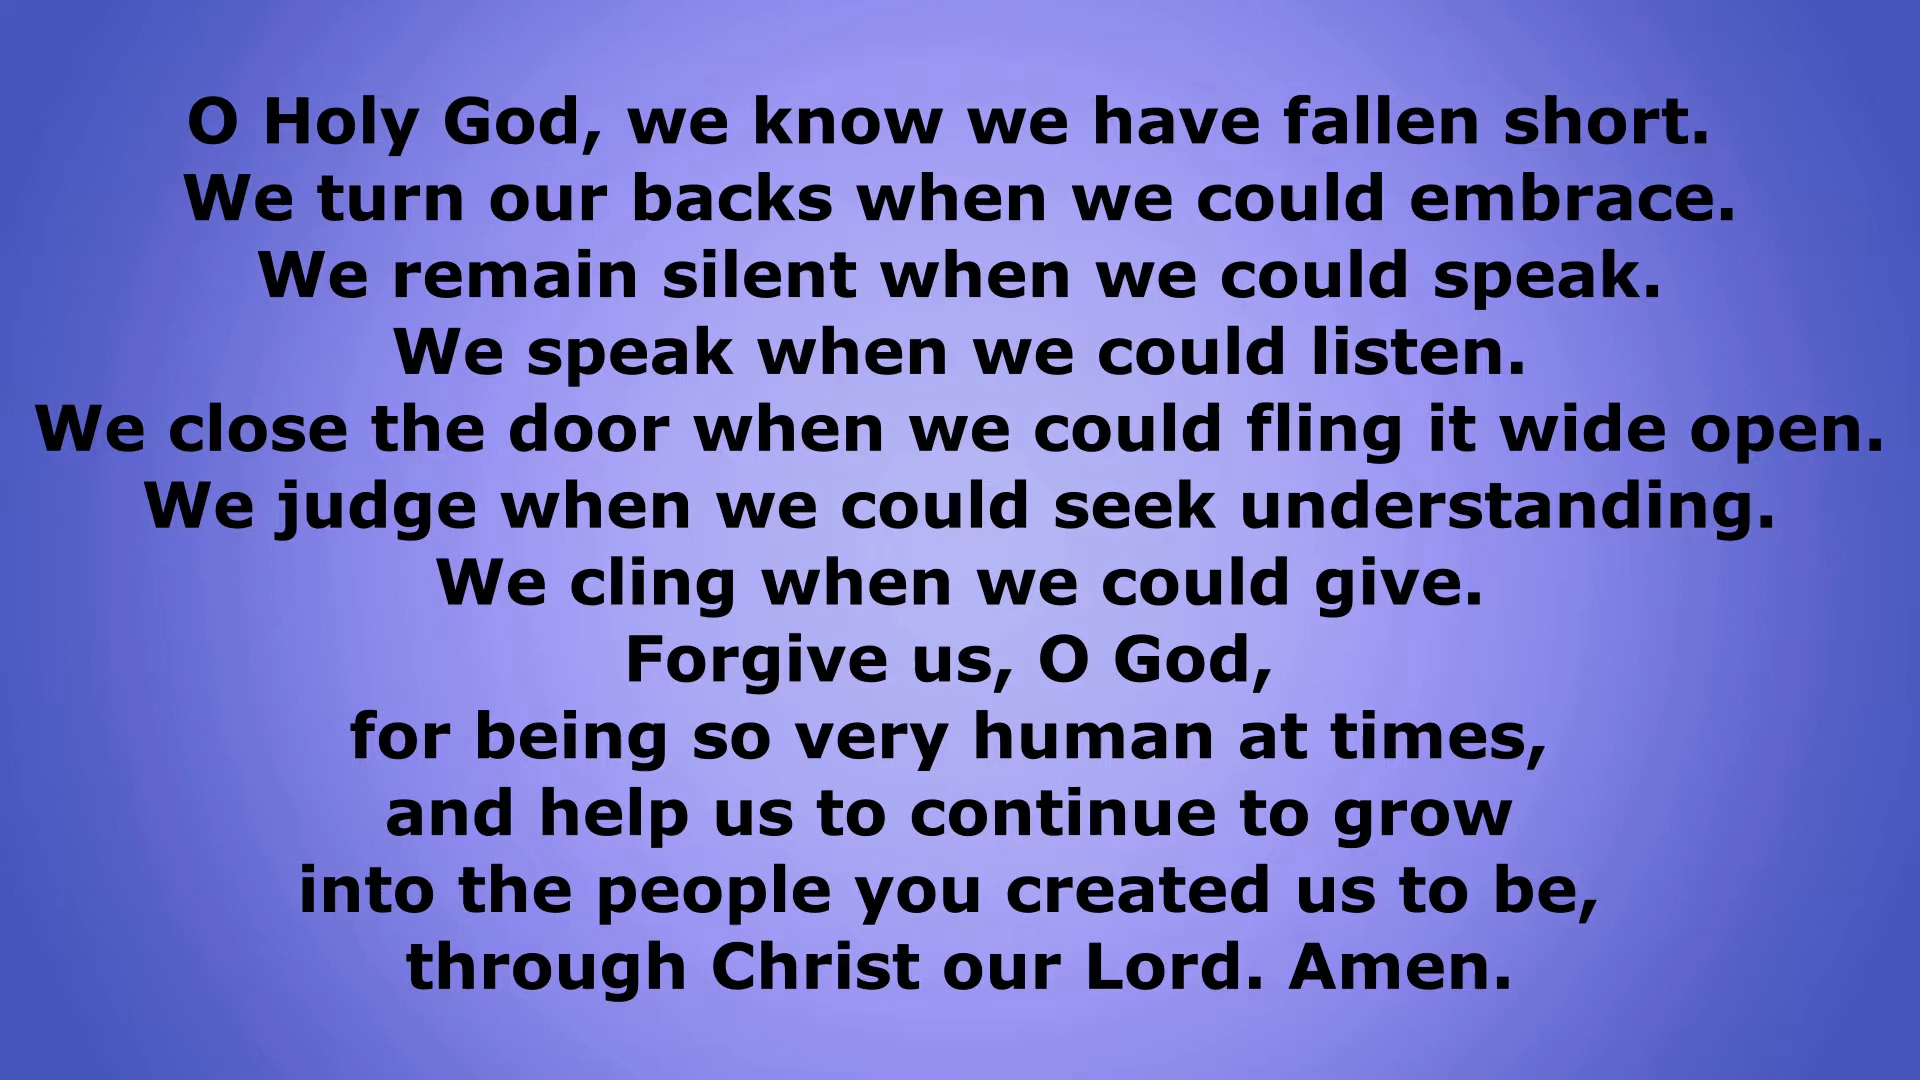 O Holy God, we know we have fallen short.
We turn our backs when we could embrace.
We remain silent when we could speak.
We speak when we could listen.
We close the door when we could fling it wide open.
We judge when we could seek understanding.
We cling when we could give.
Forgive us, O God,
for being so very human at times,
and help us to continue to grow
into the people you created us to be,
through Christ our Lord. Amen.